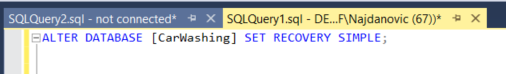 SQLQuery2.sql - not connected* SQLQuery1.sql - DE...F\Najdanovic (67))*
ALTER DATABASE [CarWashing] SET RECOVERY SIMPLE;